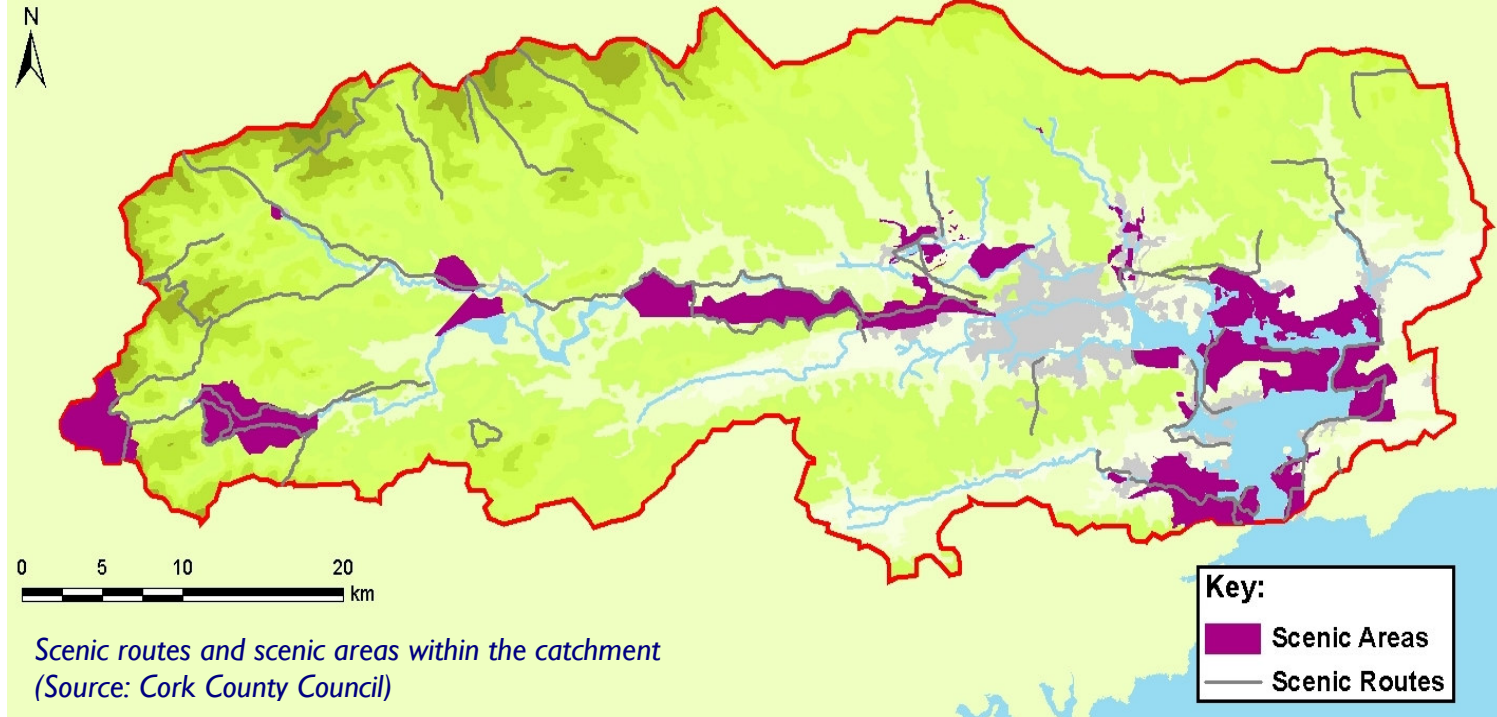 N
0 5 10 20
km
Scenic routes and scenic areas within the catchment
(Source: Cork County Council)
Key:
Scenic Areas
Scenic Routes